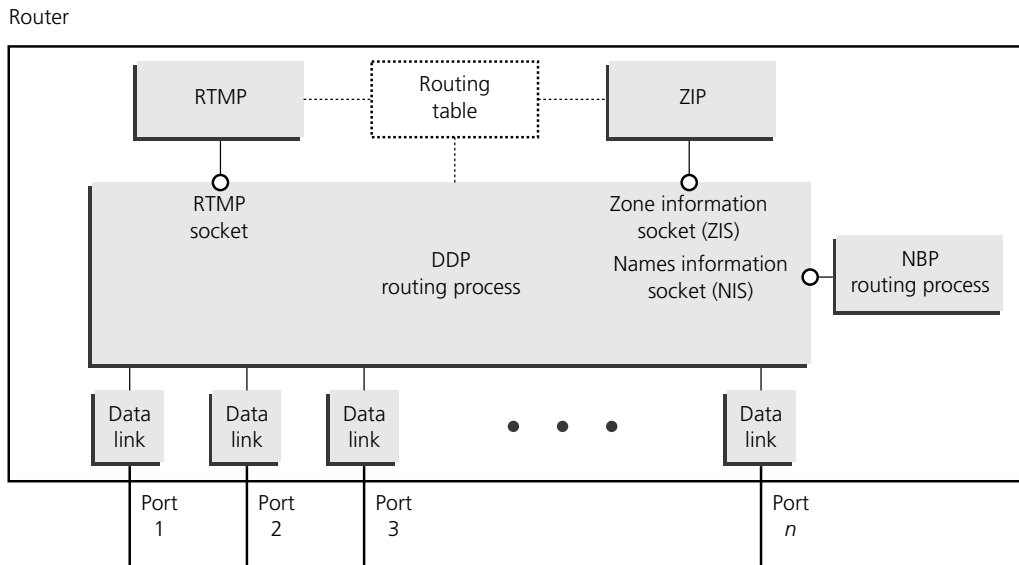 Router
RTMP
Routing
table
ZIP
RTMP
socket
Zone information
socket (ZIS)
DDP
routing process
Names information
socket (NIS)
NBP
routing process
Data
link
Data
link
Data
link
Data
link
Port
1
Port
2
Port
3
Port
n